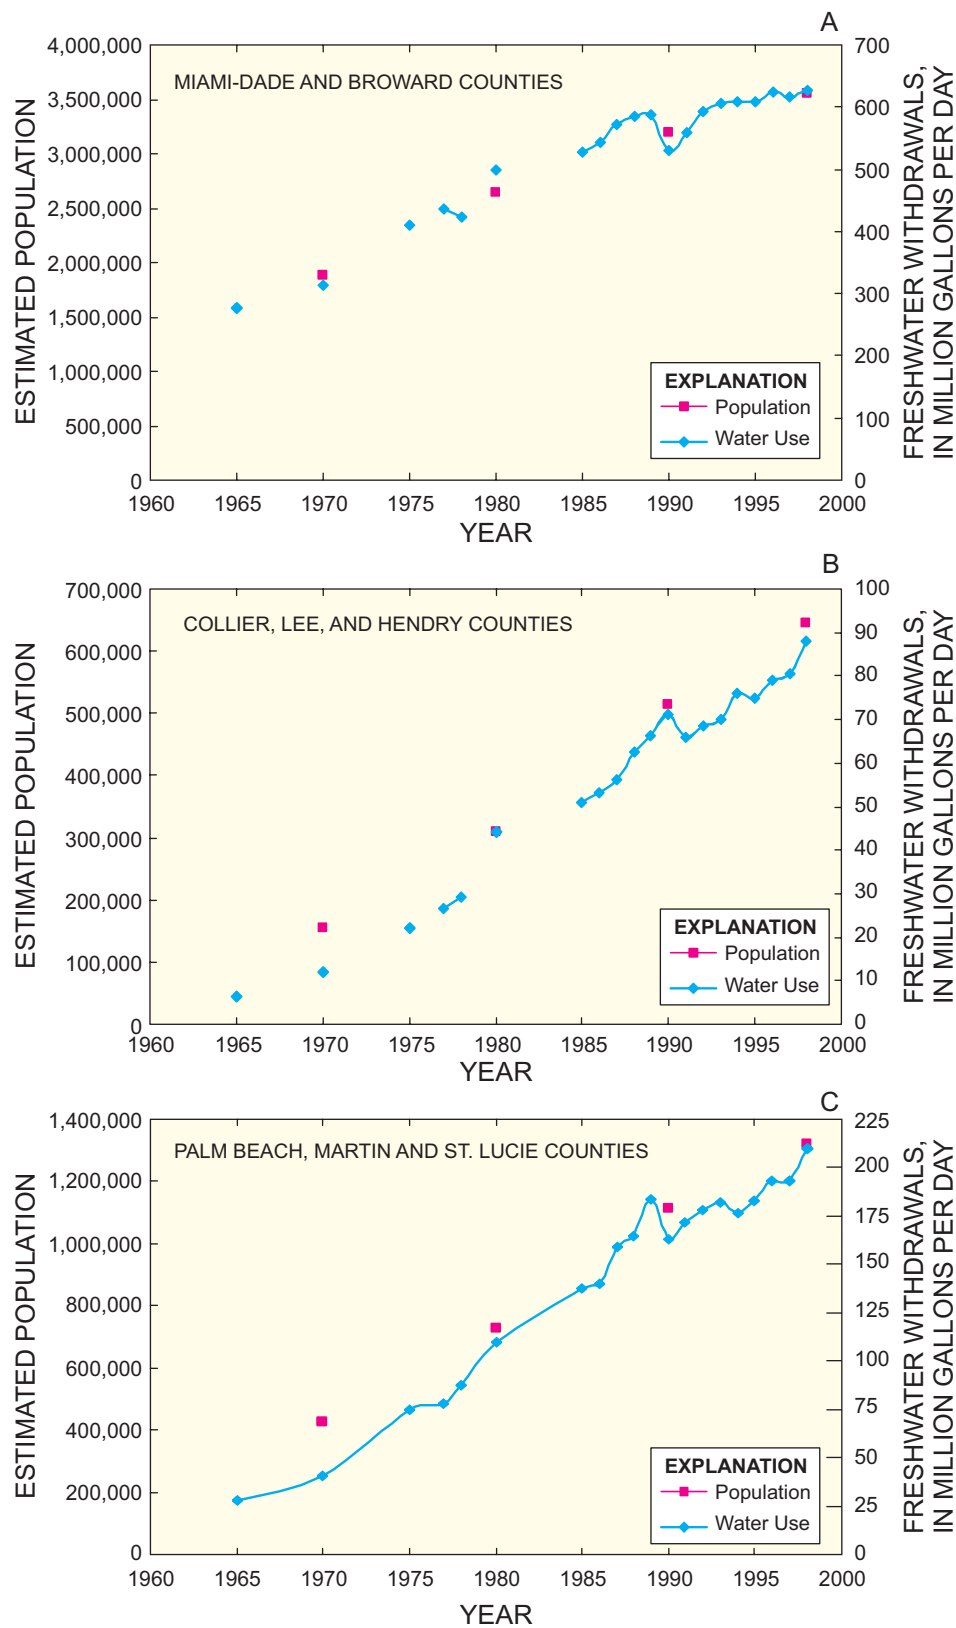 A
MIAMI-DADE AND BROWARD COUNTIES
ESTIMATED POPULATION
4,000,000
3,500,000
3,000,000
2,500,000
2,000,000
1,500,000
1,000,000
500,000
0
FRESHWATER WITHDRAWALS,
IN MILLION GALLONS PER DAY
700
600
500
400
300
200
100
0
EXPLANATION
Population
Water Use
1960 1965 1970 1975 1980 1985 1990 1995 2000
YEAR
B
COLLIER, LEE, AND HENDRY COUNTIES
ESTIMATED POPULATION
700,000
600,000
500,000
400,000
300,000
200,000
100,000
0
FRESHWATER WITHDRAWALS,
IN MILLION GALLONS PER DAY
100
90
80
70
60
50
40
30
20
10
0
EXPLANATION
Population
Water Use
1960 1965 1970 1975 1980 1985 1990 1995 2000
YEAR
C
PALM BEACH, MARTIN AND ST. LUCIE COUNTIES
ESTIMATED POPULATION
1,400,000
1,200,000
1,000,000
800,000
600,000
400,000
200,000
0
FRESHWATER WITHDRAWALS,
IN MILLION GALLONS PER DAY
225
200
175
150
125
100
75
50
25
0
EXPLANATION
Population
Water Use
1960 1965 1970 1975 1980 1985 1990 1995 2000
YEAR